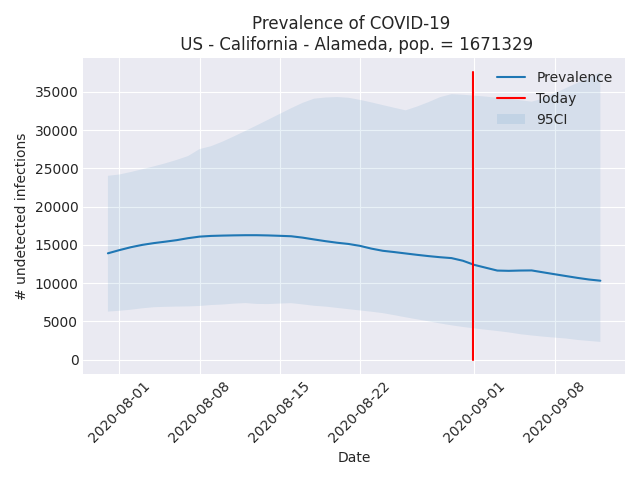 Prevalence of COVID-19
US - California - Alameda, pop. = 1671329
Prevalence
Today
95CI
# undetected infections
35000
30000
25000
20000
15000
10000
5000
0
2020-08-01
2020-08-08
2020-08-15
2020-08-22
2020-09-01
2020-09-08
Date